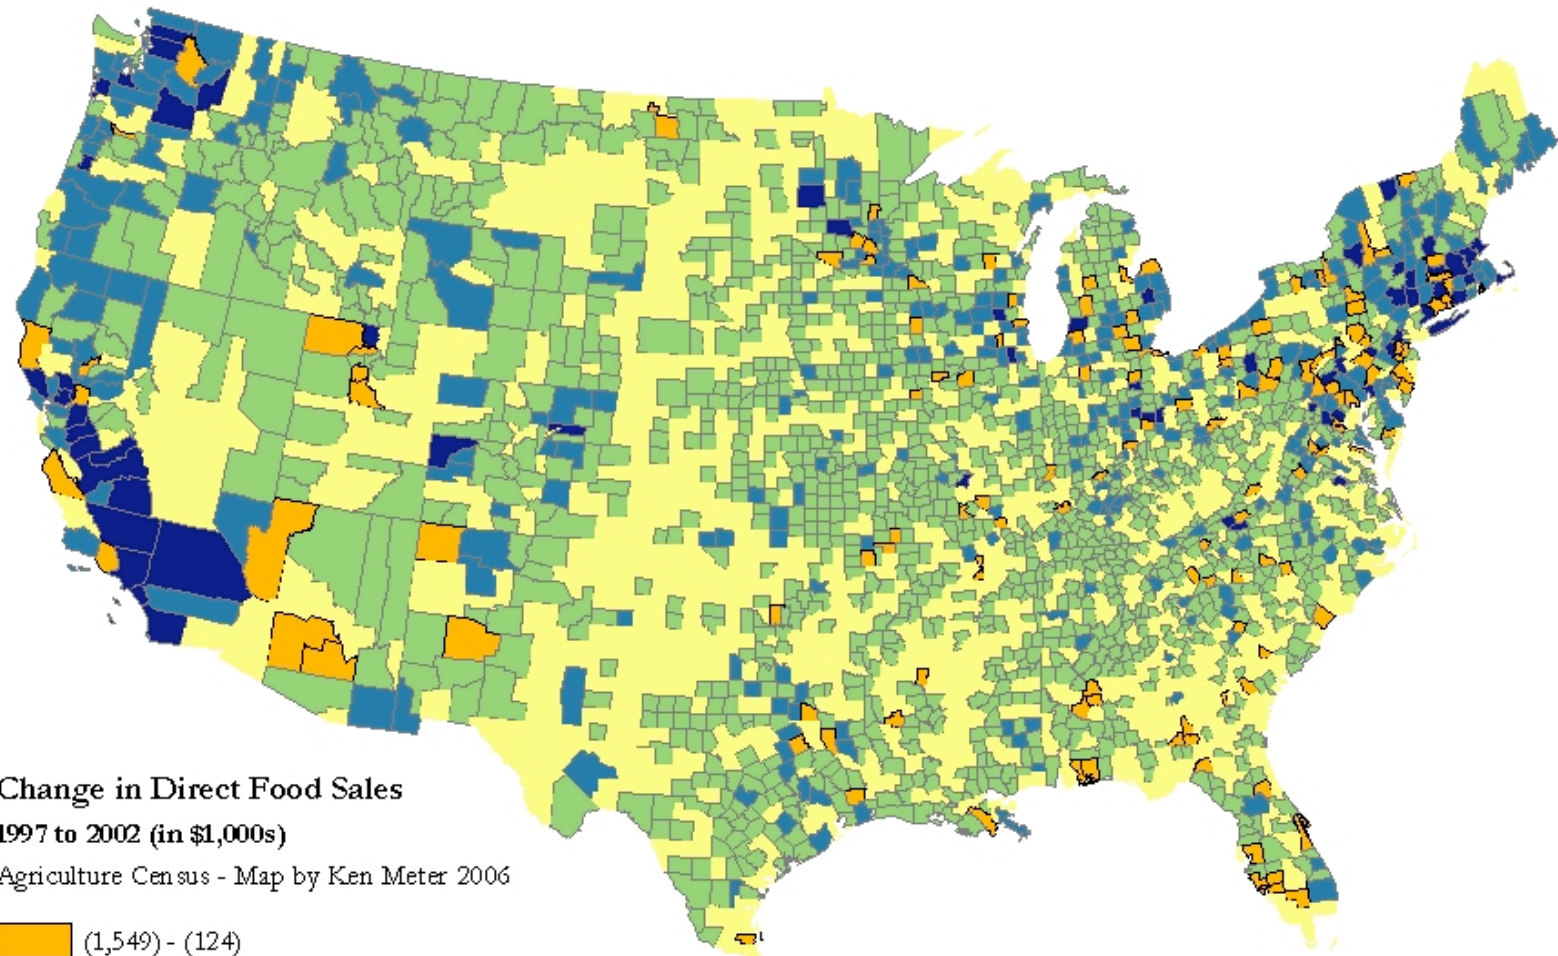 Change in Direct Food Sales
1997 to 2002 (in $1,000s)
Agriculture Census - Map by Ken Meter 2006
(1,549) - (124)